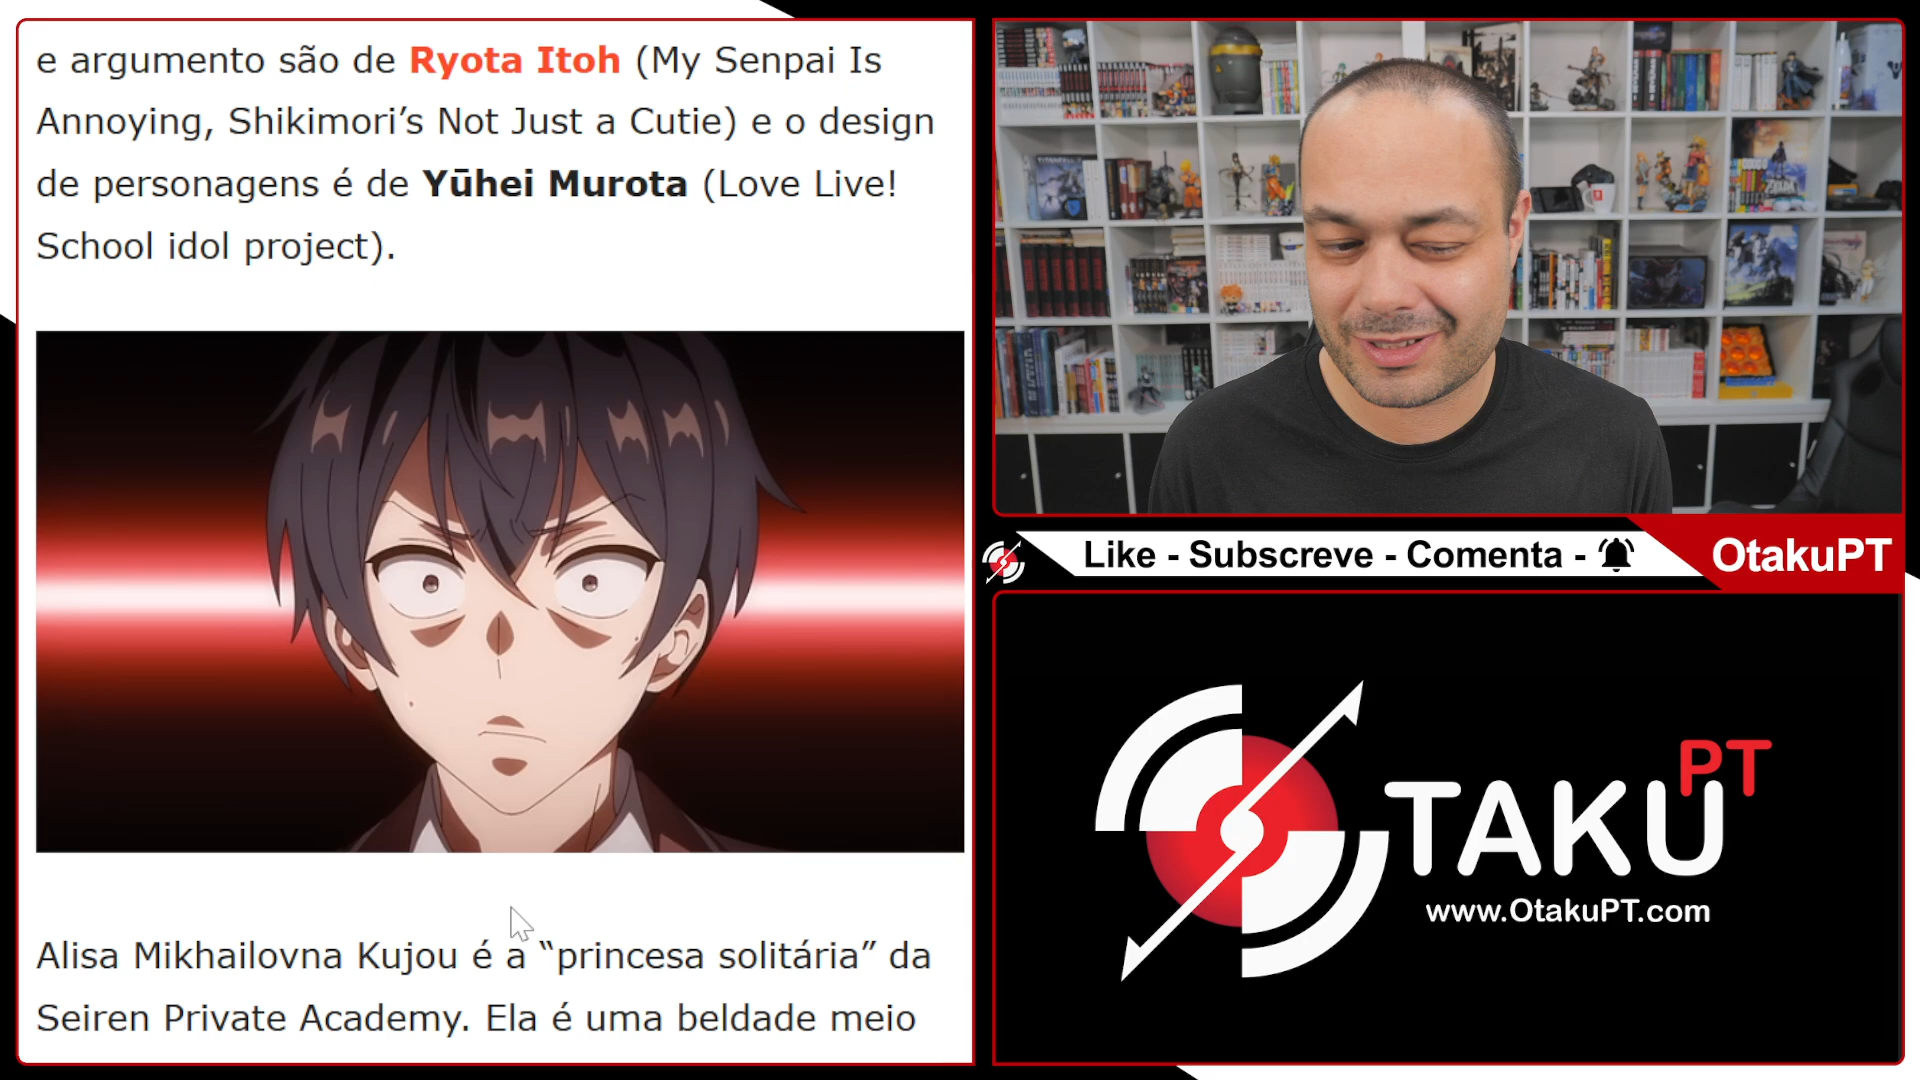 e argumento são de Ryota Itoh (My Senpai Is
Annoying, Shikimori’s Not Just a Cutie) e o design
de personagens é de Yūhei Murota (Love Live!
School idol project).
Alisa Mikhailovna Kujou é a “princesa solitária” da
Seiren Private Academy. Ela é uma beldade meio
Like - Subscreve - Comenta -
OtakuPT
TAKU PT
www.OtakuPT.com